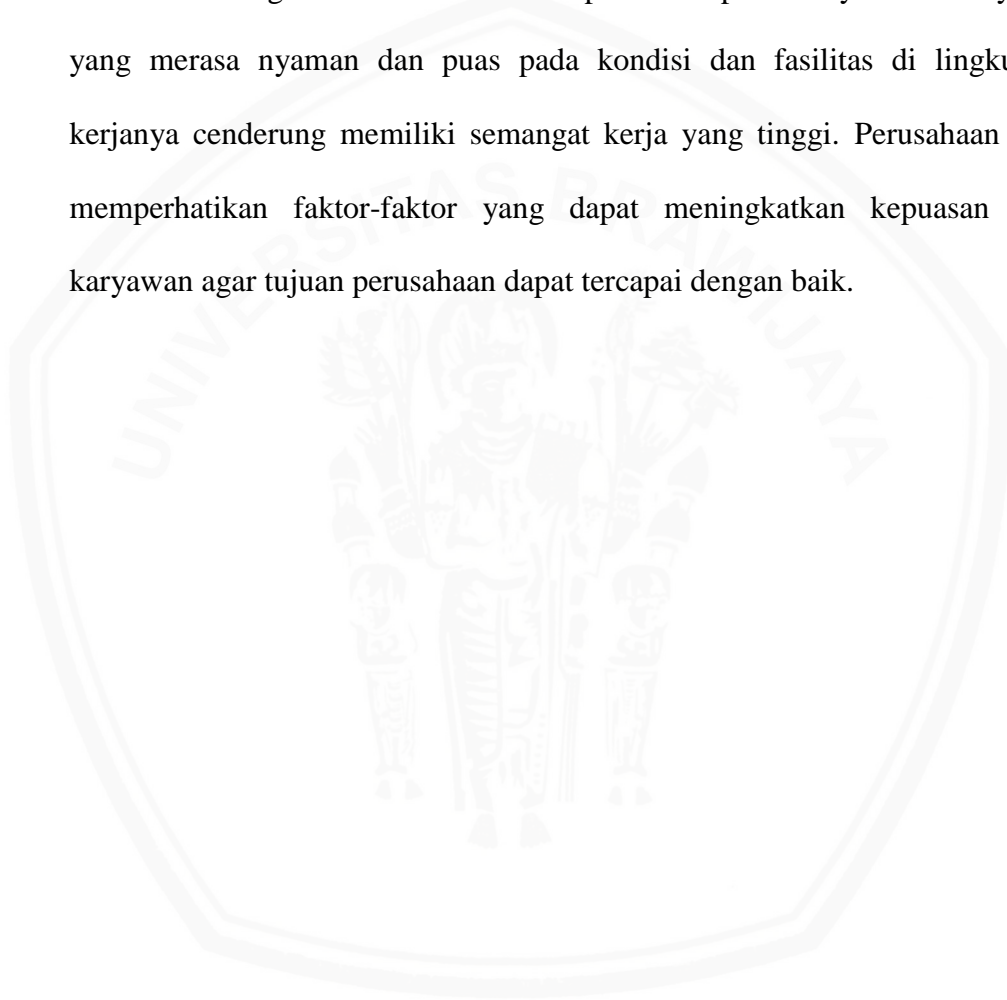 yang merasa nyaman dan puas pada kondisi dan fasilitas di
kerjanya cenderung memiliki semangat kerja yang tinggi. Perusahaan
memperhatikan faktor-faktor yang dapat meningkatkan kepuasan
karyawan agar tujuan perusahaan dapat tercapai dengan baik.
UNIVERSITAS BRAWIJAYA